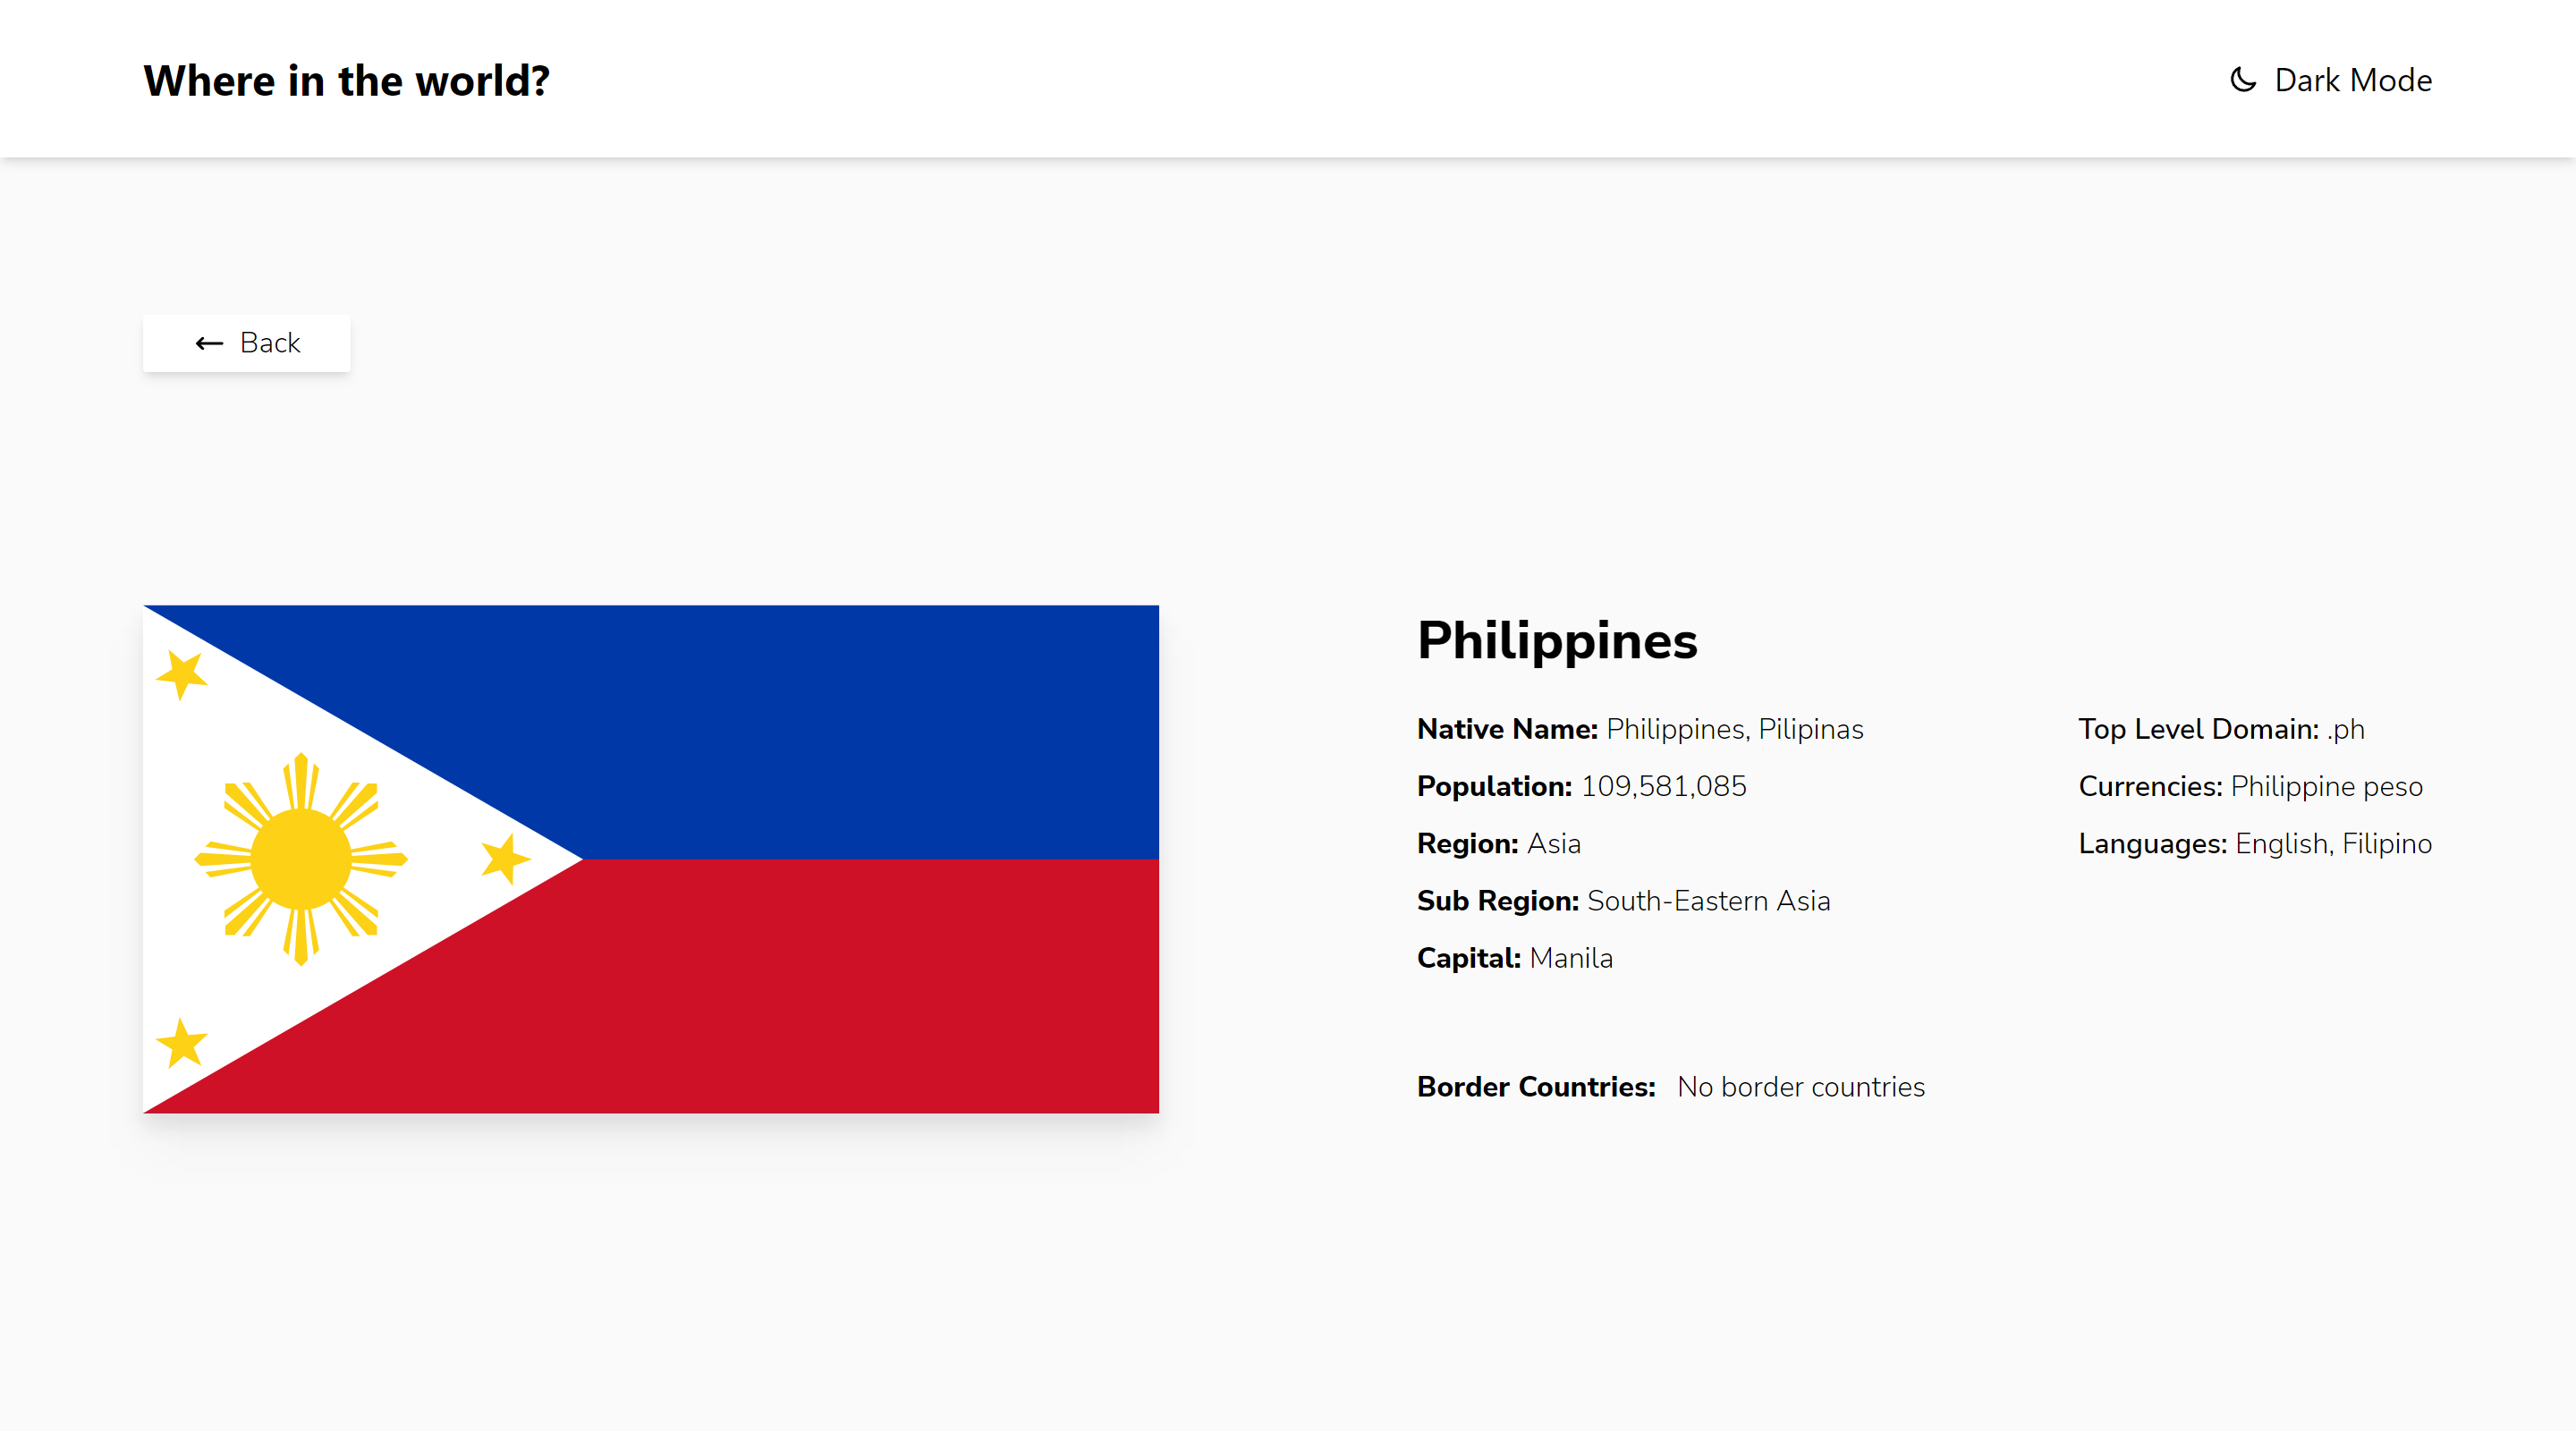 Where in the world?
Dark Mode
Back
Philippines
Native Name: Philippines, Pilipinas
Population: 109,581,085
Region: Asia
Sub Region: South-Eastern Asia
Capital: Manila
Top Level Domain: .ph
Currencies: Philippine peso
Languages: English, Filipino
Border Countries: No border countries